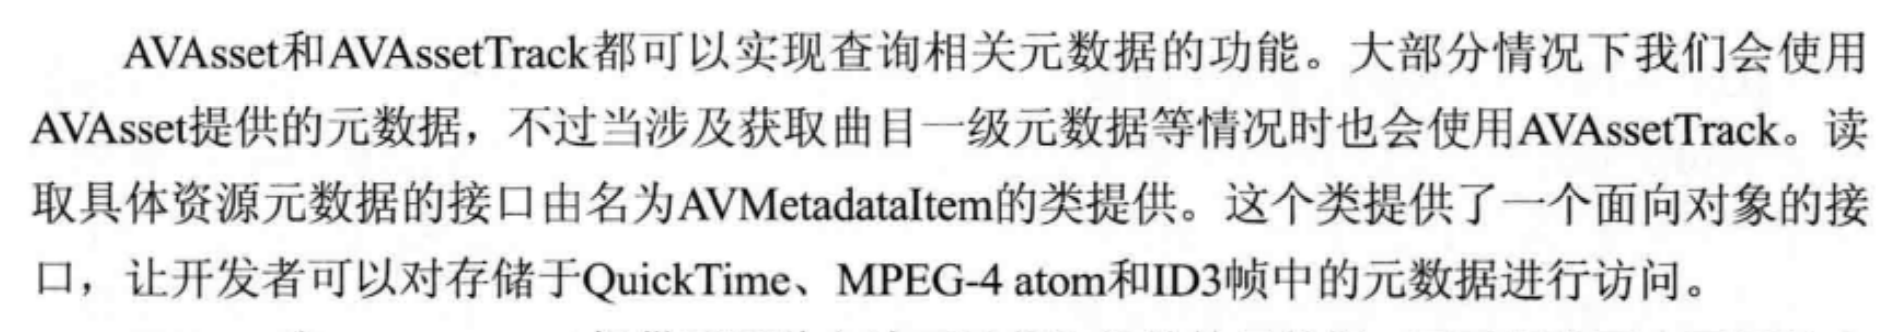 AVAsset和AVAssetTrack都可以实现查询相关元数据的功能。大部分情况下我们会使用
AVAsset提供的元数据，不过当涉及获取曲目一级元数据等情况时也会使用AVAssetTrack。读
取具体资源元数据的接口由名为AVMetadataItem的类提供。这个类提供了一个面向对象的接
口，让开发者可以对存储于QuickTime、MPEG-4 atom和ID3帧中的元数据进行访问。